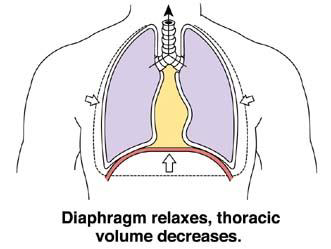 Diaphragm relaxes, thoracic
volume decreases.